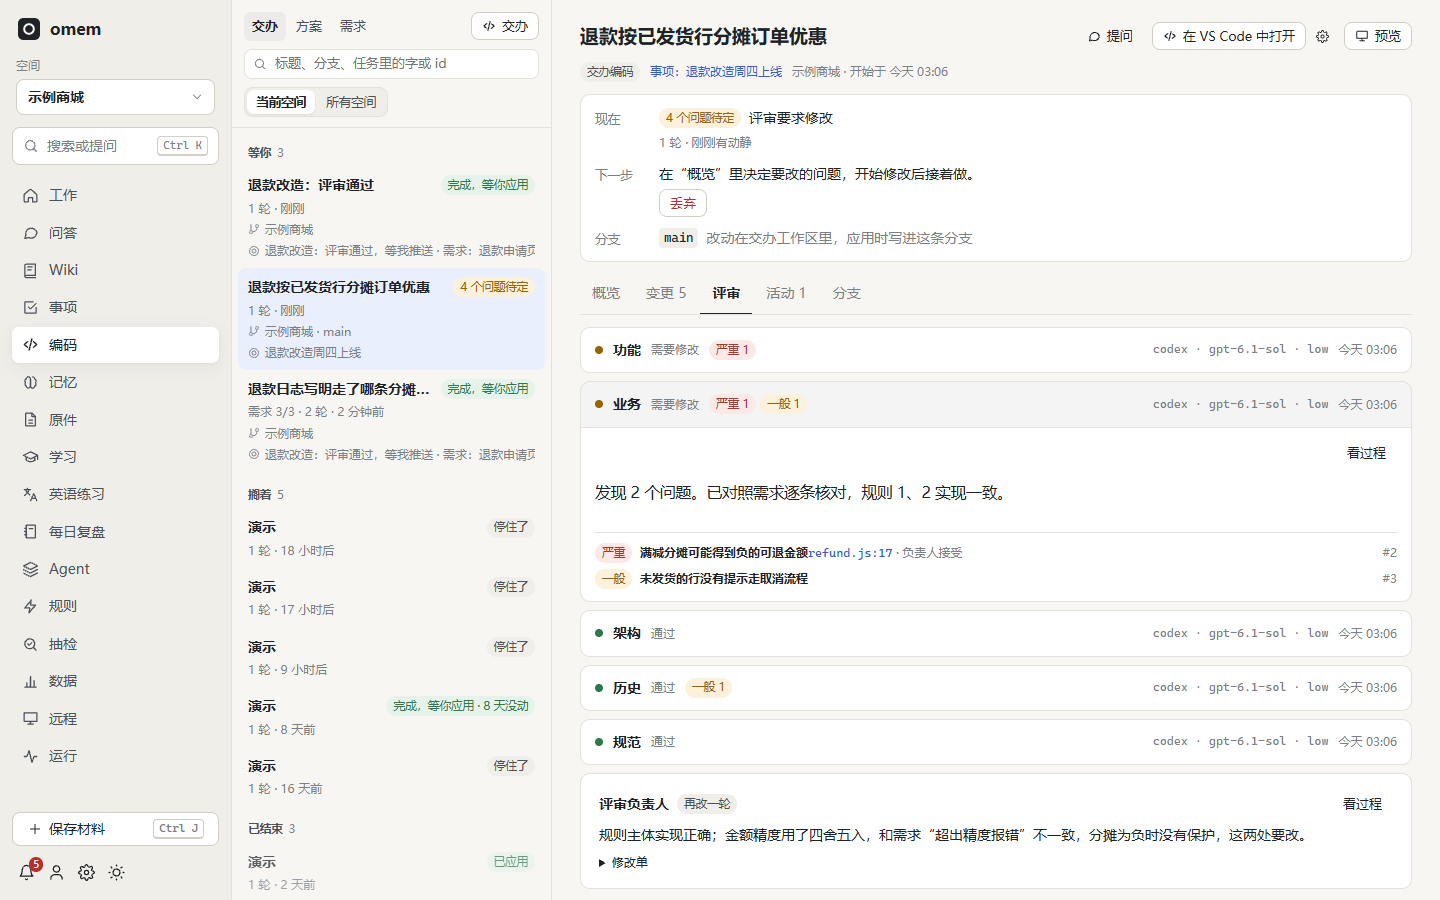 omem
空间
示例商城
搜索或提问 Ctrl K
工作
问答
Wiki
事项
编码
记忆
原件
学习
英语练习
每日复盘
Agent
规则
抽检
数据
远程
运行
保存材料 Ctrl J
5
交办 方案 需求 交办
标题、分支、任务里的字或 id
当前空间 所有空间
等你 3
退款改造：评审通过 完成，等你应用
1 轮 · 刚刚
示例商城
退款改造：评审通过，等我推送 · 需求：退款申请页
退款按已发货行分摊订单优惠 4 个问题待定
1 轮 · 刚刚
示例商城 · main
退款改造周四上线
退款日志写明走了哪条分摊... 完成，等你应用
需求 3/3 · 2 轮 · 2 分钟前
示例商城
退款改造：评审通过，等我推送 · 需求：退款申请页
搁着 5
演示 停住了
1 轮 · 18 小时后
演示 停住了
1 轮 · 17 小时后
演示 停住了
1 轮 · 9 小时后
演示 完成，等你应用 · 8 天没动
1 轮 · 8 天前
演示 停住了
1 轮 · 16 天前
已结束 3
演示 已应用
1 轮 · 2 天前
退款按已发货行分摊订单优惠 提问 在 VS Code 中打开 预览
交办编码 事项：退款改造周四上线 示例商城 · 开始于 今天 03:06
现在 4 个问题待定 评审要求修改
1 轮 · 刚刚有动静
下一步 在“概览”里决定要改的问题，开始修改后接着做。
丢弃
分支 main 改动在交办工作区里，应用时写进这条分支
概览 变更 5 评审 活动 1 分支
功能 需要修改 严重 1 codex · gpt-6.1-sol · low 今天 03:06
业务 需要修改 严重 1 一般 1 codex · gpt-6.1-sol · low 今天 03:06
看过程
发现 2 个问题。已对照需求逐条核对，规则 1、2 实现一致。
严重 满减分摊可能得到负的可退金额refund.js:17 · 负责人接受 #2
一般 未发货的行没有提示走取消流程 #3
架构 通过 codex · gpt-6.1-sol · low 今天 03:06
历史 通过 一般 1 codex · gpt-6.1-sol · low 今天 03:06
规范 通过 codex · gpt-6.1-sol · low 今天 03:06
评审负责人 再改一轮 看过程
规则主体实现正确；金额精度用了四舍五入，和需求“超出精度报错”不一致，分摊为负时没有保护，这两处要改。
修改单